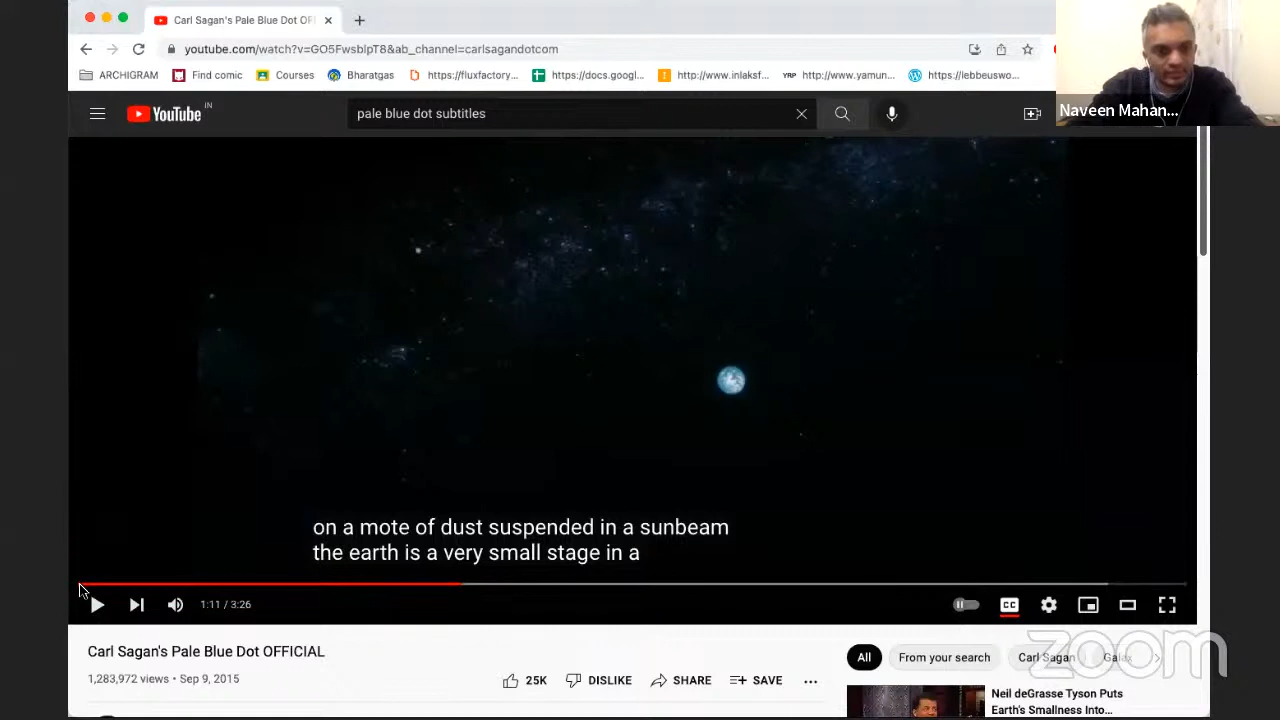 Carl Sagan's Pale Blue Dot OFF
youtube.com/watch?v=GO5FwsblpT8&ab_channel=carlsagandotcom
ARCHIGRAM
Find comic
Courses
Bharatgas
https://fluxfactory...
https://docs.googl...
http://www.inlaksf...
YRP
http://www.yamun...
https://lebbeuswo...
Naveen Mahan...
YouTube IN
pale blue dot subtitles
on a mote of dust suspended in a sunbeam
the earth is a very small stage in a
1:11 / 3:26
CC
Carl Sagan's Pale Blue Dot OFFICIAL
1,283,972 views • Sep 9, 2015
25K
DISLIKE
SHARE
SAVE
All
From your search
Carl Sagan
zoom
Neil deGrasse Tyson Puts
Earth's Smallness Into...